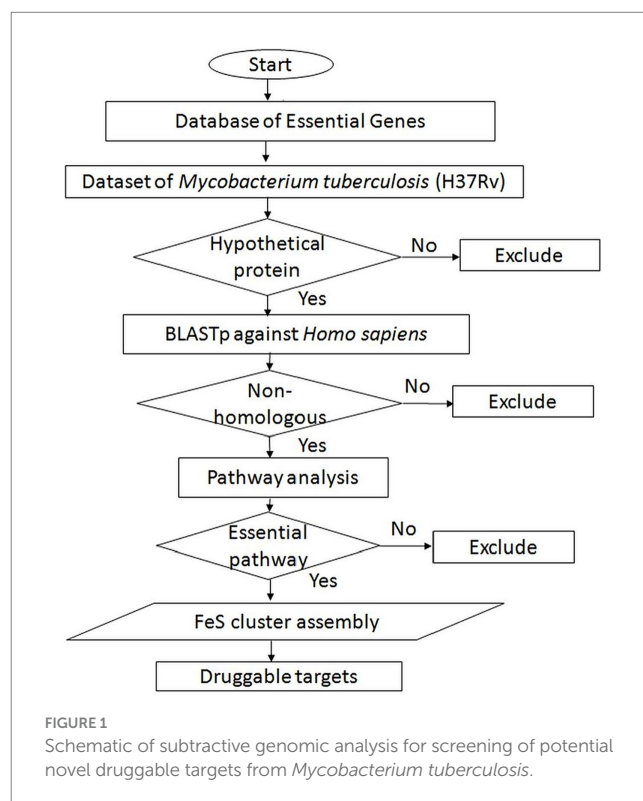 Start
Database of Essential Genes
Dataset of Mycobacterium tuberculosis (H37Rv)
Hypothetical
protein
No
Exclude
Yes
BLASTp against Homo sapiens
Non-
homologous
No
Exclude
Yes
Pathway analysis
Essential
pathway
No
Exclude
Yes
FeS cluster assembly
Druggable targets
FIGURE 1
Schematic of subtractive genomic analysis for screening of potential
novel druggable targets from Mycobacterium tuberculosis.